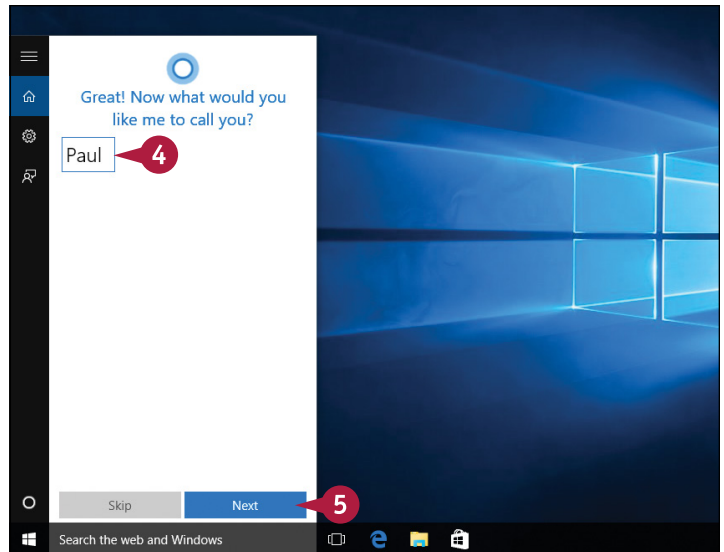 Great! Now what would you
like me to call you?
Paul
4
Skip
Next
5
Search the web and Windows